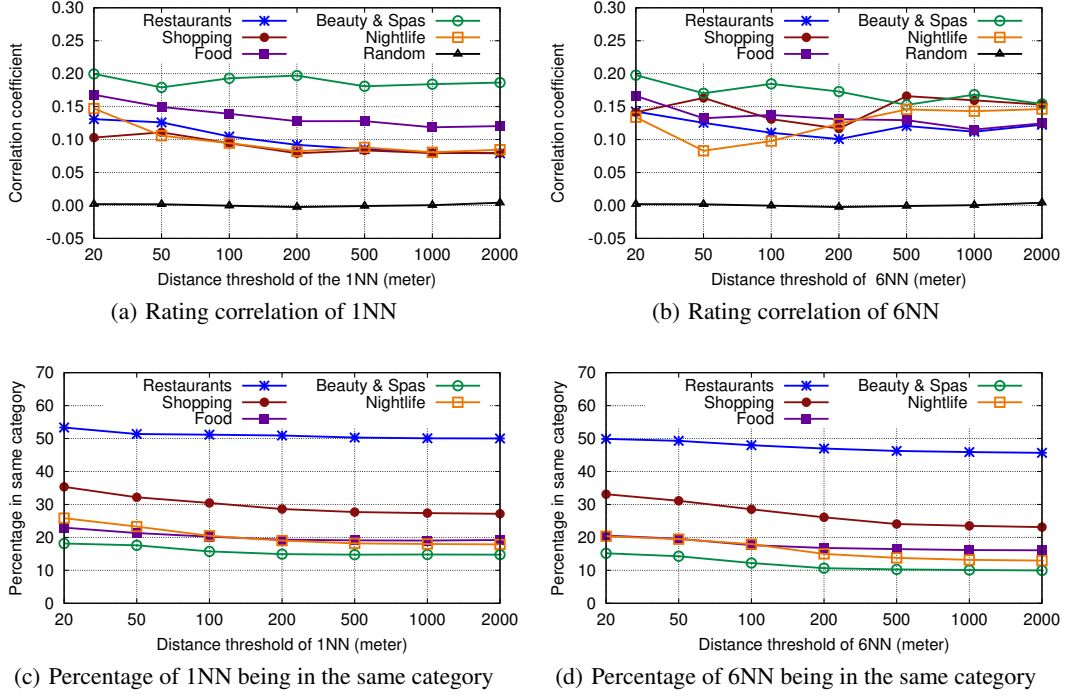 Correlation coefficient
0.30
0.25
0.20
0.15
0.10
0.05
0.00
-0.05
Restaurants
Shopping
Food
Beauty & Spas
Nightlife
Random
20 50 100 200 500 1000 2000
Distance threshold of the 1NN (meter)
(a) Rating correlation of 1NN
Correlation coefficient
0.30
0.25
0.20
0.15
0.10
0.05
0.00
-0.05
Restaurants
Shopping
Food
Beauty & Spas
Nightlife
Random
20 50 100 200 500 1000 2000
Distance threshold of 6NN (meter)
(b) Rating correlation of 6NN
Percentage in same category
70
60
50
40
30
20
10
0
Restaurants
Shopping
Food
Beauty & Spas
Nightlife
20 50 100 200 500 1000 2000
Distance threshold of 1NN (meter)
(c) Percentage of 1NN being in the same category
Percentage in same category
70
60
50
40
30
20
10
0
Restaurants
Shopping
Food
Beauty & Spas
Nightlife
20 50 100 200 500 1000 2000
Distance threshold of 6NN (meter)
(d) Percentage of 6NN being in the same category